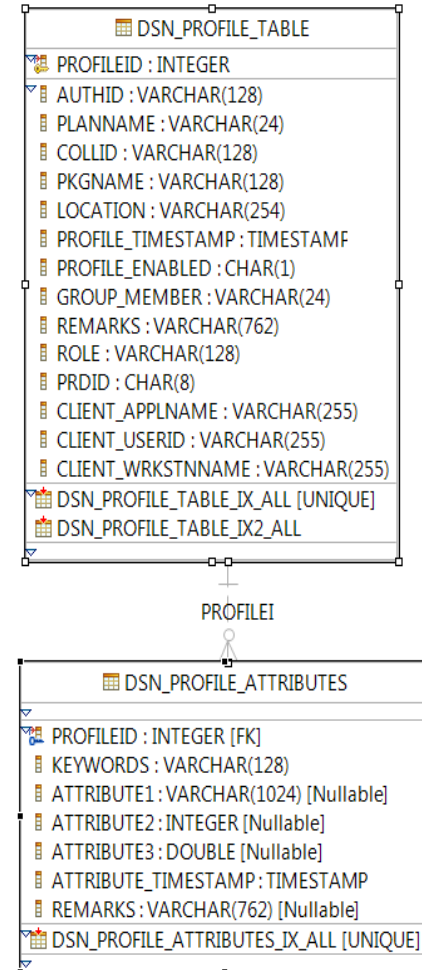 DSN_PROFILE_TABLE
PROFILEID : INTEGER
AUTHID : VARCHAR(128)
PLANNAME : VARCHAR(24)
COLLID : VARCHAR(128)
PKGNAME : VARCHAR(128)
LOCATION : VARCHAR(254)
PROFILE_TIMESTAMP : TIMESTAMP
PROFILE_ENABLED : CHAR(1)
GROUP_MEMBER : VARCHAR(24)
REMARKS : VARCHAR(762)
ROLE : VARCHAR(128)
PRDID : CHAR(8)
CLIENT_APPLNAME : VARCHAR(255)
CLIENT_USERID : VARCHAR(255)
CLIENT_WRKSTNNAME : VARCHAR(255)
DSN_PROFILE_TABLE_IX_ALL [UNIQUE]
DSN_PROFILE_TABLE_IX2_ALL
PROFILEI
DSN_PROFILE_ATTRIBUTES
PROFILEID : INTEGER [FK]
KEYWORDS : VARCHAR(128)
ATTRIBUTE1 : VARCHAR(1024) [Nullable]
ATTRIBUTE2 : INTEGER [Nullable]
ATTRIBUTE3 : DOUBLE [Nullable]
ATTRIBUTE_TIMESTAMP : TIMESTAMP
REMARKS : VARCHAR(762) [Nullable]
DSN_PROFILE_ATTRIBUTES_IX_ALL [UNIQUE]